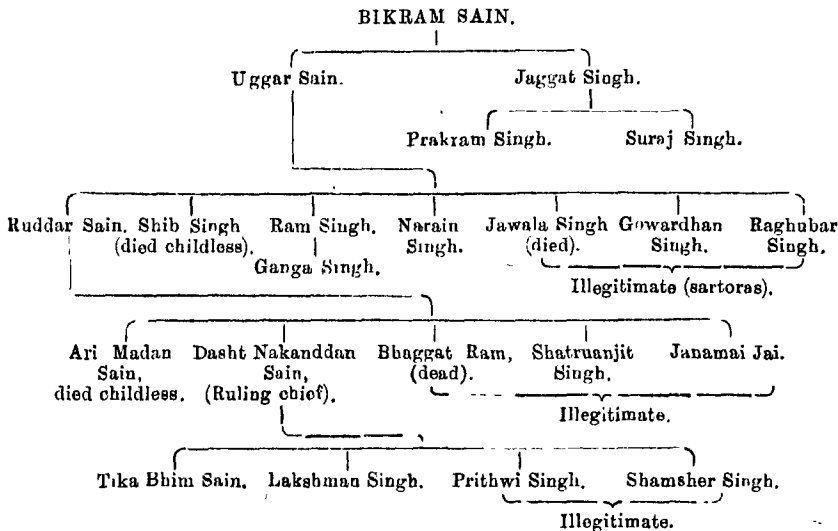 BIKRAM SAIN.
Uggar Sain. Jaggat Singh.
Prakram Singh. Suraj Singh.
Ruddar Sain. Shib Singh Ram Singh. Narain Jawala Singh Gowardhan Raghubar
(died childless). Singh. (died). Singh. Singh.
Ganga Singh.
Illegitimate (sartoras).
Ari Madan Dasht Nakanddan Bhaggat Ram, Shatruanjit Janamai Jai.
Sain, Sain, (dead). Singh.
died childless. (Ruling chief).
Illegitimate.
Tika Bhim Sain. Lakshman Singh. Prithwi Singh. Shamsher Singh.
Illegitimate.